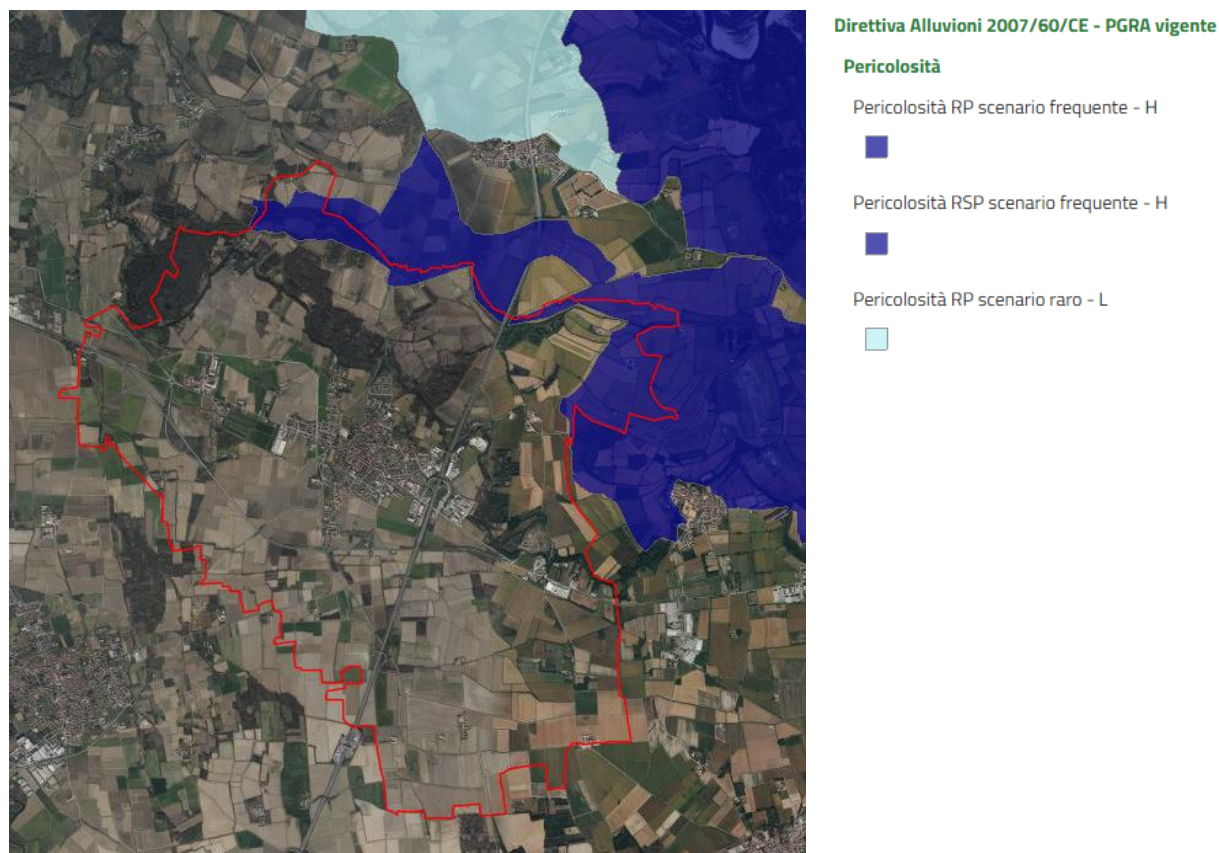 Direttiva Alluvioni 2007/60/CE - PGRA vigente
Pericolosità
Pericolosità RP scenario frequente - H
Pericolosità RSP scenario frequente - H
Pericolosità RP scenario raro - L